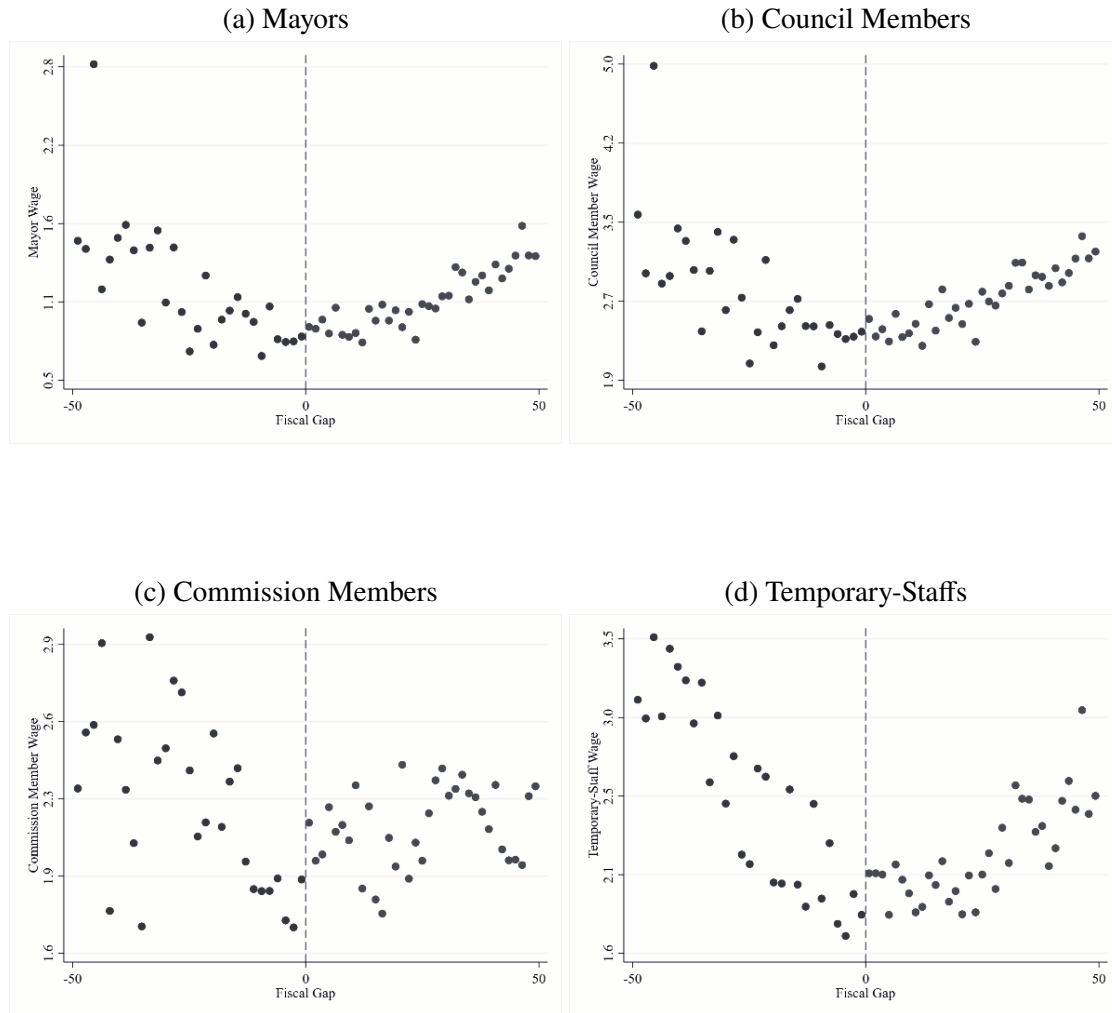 (a) Mayors
2.8
2.2
1.6
1.1
0.5
Mayor Wage
-50
0
50
Fiscal Gap
(b) Council Members
5.0
4.2
3.5
2.7
1.9
Council Member Wage
-50
0
50
Fiscal Gap
(c) Commission Members
2.9
2.6
2.3
1.9
1.6
Commission Member Wage
-50
0
50
Fiscal Gap
(d) Temporary-Staffs
3.5
3.0
2.5
2.1
1.6
Temporary-Staff Wage
-50
0
50
Fiscal Gap